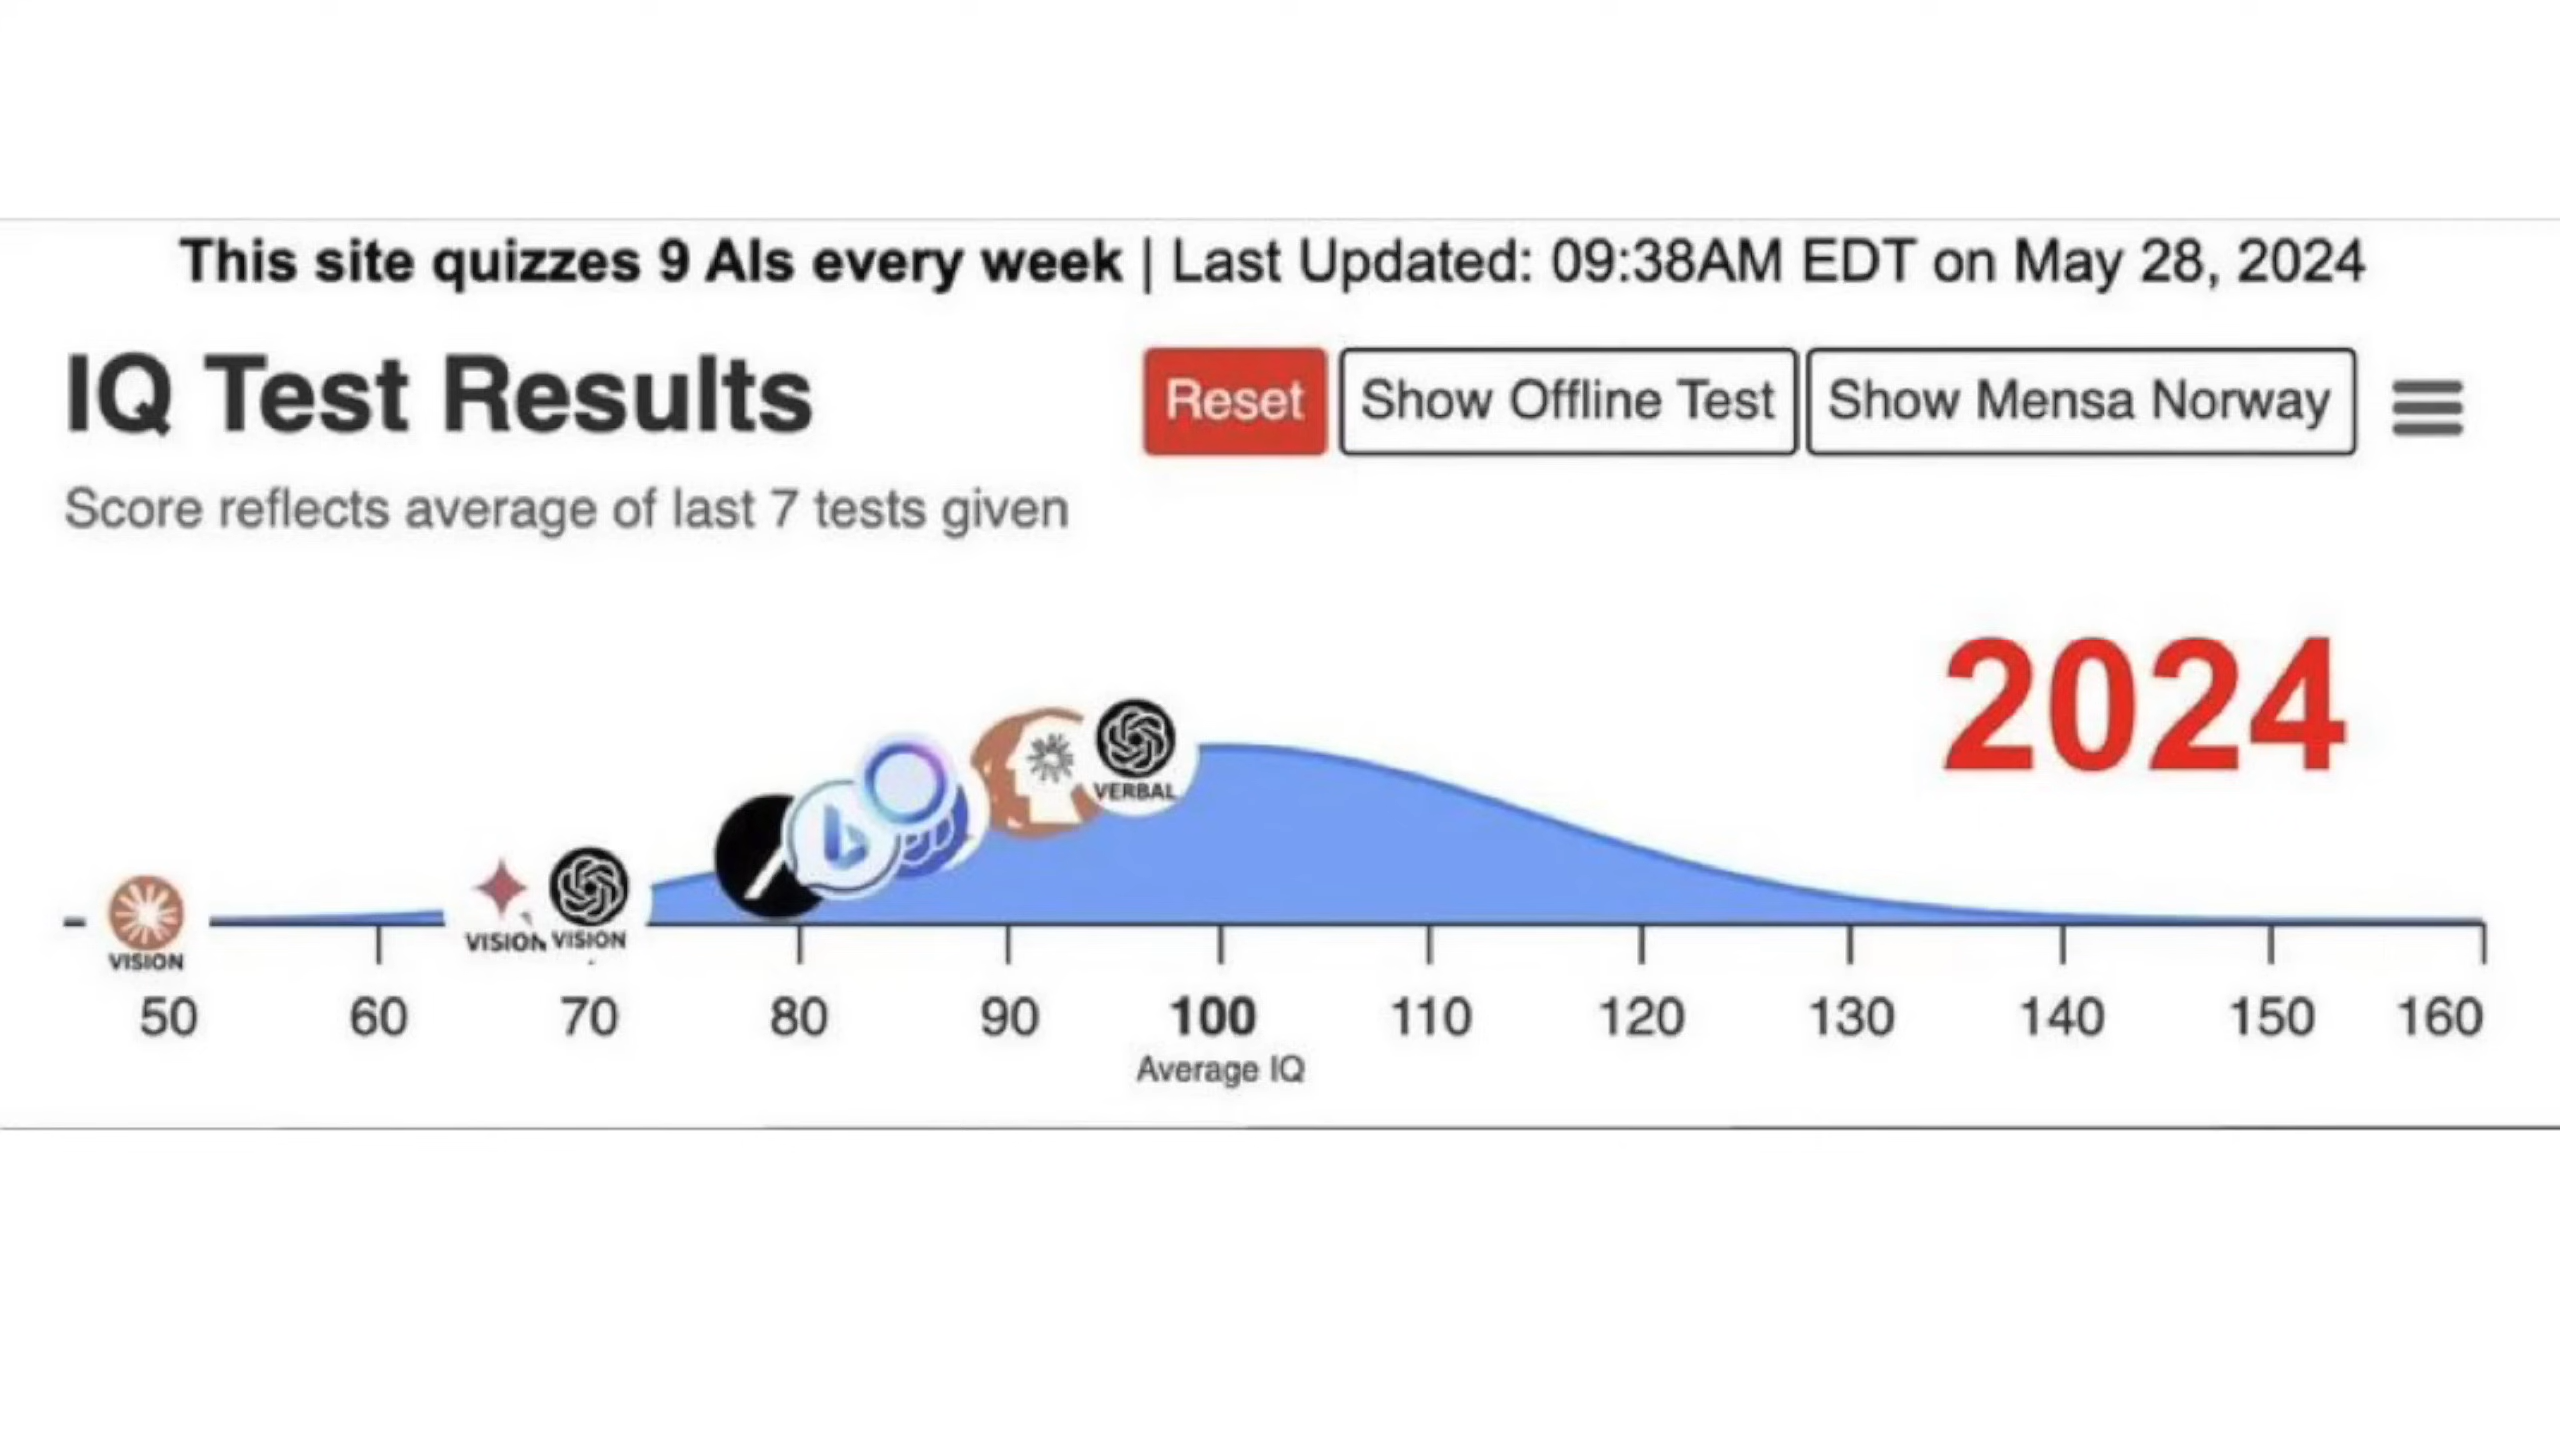 This site quizzes 9 AIs every week | Last Updated: 09:38AM EDT on May 28, 2024
IQ Test Results
Reset
Show Offline Test
Show Mensa Norway
Score reflects average of last 7 tests given
2024
VERBAL
VISION
VISION
VISION
50 60 70 80 90 100 110 120 130 140 150 160
Average IQ